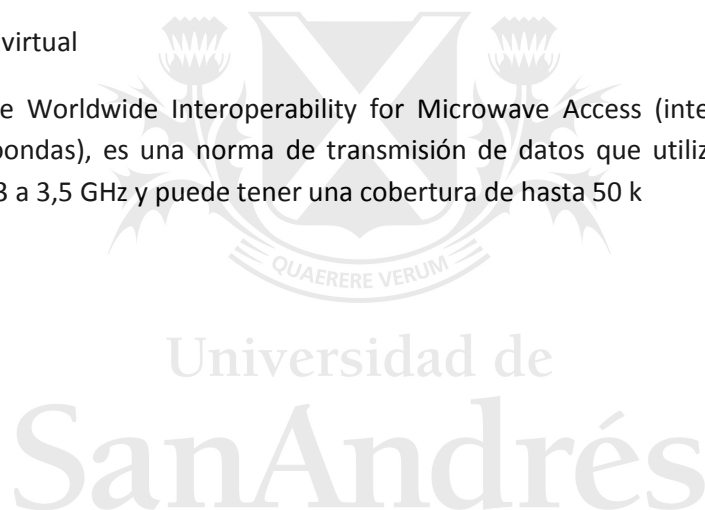 virtual
e Worldwide Interoperability for Microwave Access (inte
oondas), es una norma de transmisión de datos que utiliz
3 a 3,5 GHz y puede tener una cobertura de hasta 50 k
QUAERERE VERUM
Universidad de
SanAndrés